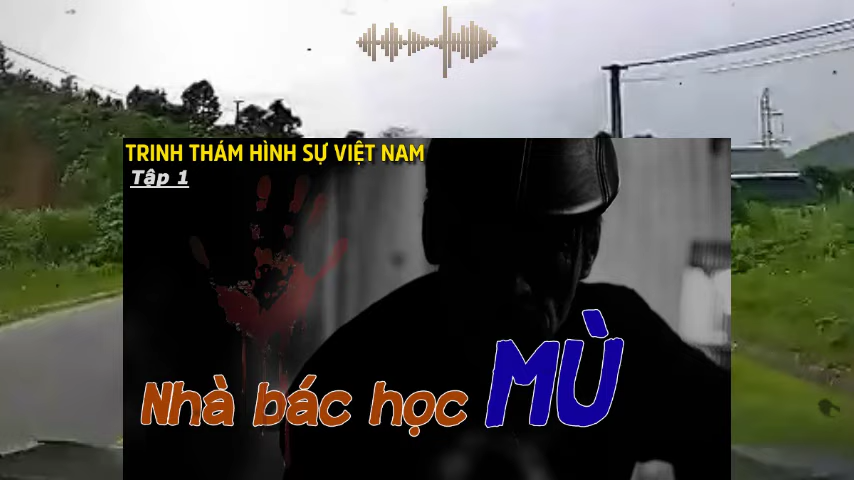 TRINH THÁM HÌNH SỰ VIỆT NAM
Tập 1
Nhà bác học MÙ